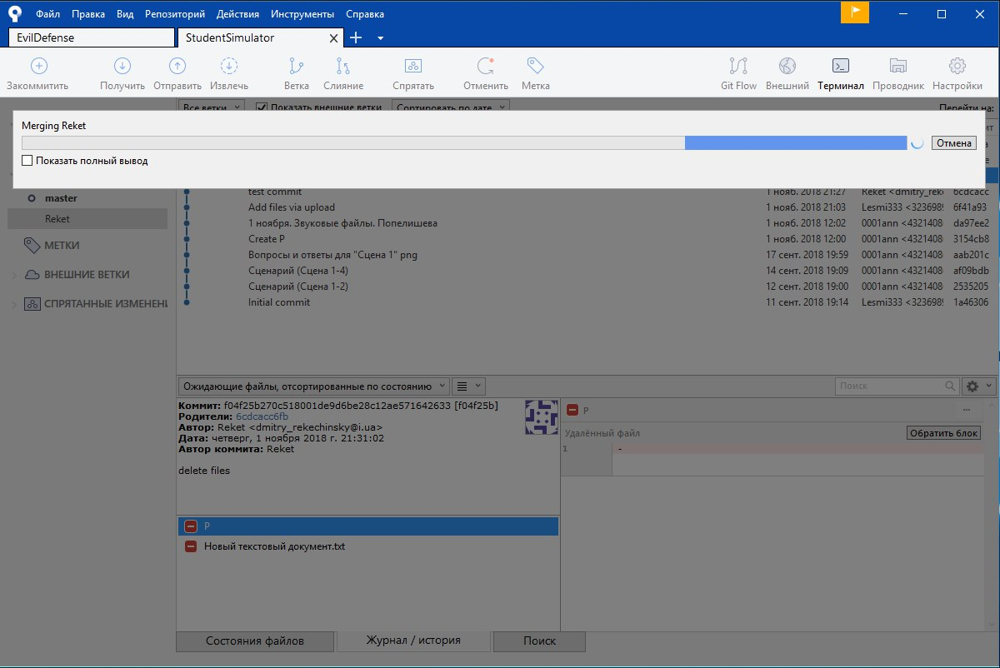 Файл Правка Вид Репозиторий Действия Инструменты Справка
EvilDefense StudentSimulator
Закоммитить Получить Отправить Извлечь Ветка Слияние Спрятать Отменить Метка Git Flow Внешний Терминал Проводник Настройки
Все ветки Показать внешние ветки Сортировать по дате Перейти на:
Merging Reket
Отмена
Показать полный вывод
master
Reket
МЕТКИ
ВНЕШНИЕ ВЕТКИ
СПРЯТАННЫЕ ИЗМЕНЕНИ
test commit 1 нояб. 2018 21:27 Reket <dmitry_reke 6cdcacc
Add files via upload 1 нояб. 2018 21:03 Lesmi333 <3236989 6f41a93
1 ноября. Звуковые файлы. Попелишева 1 нояб. 2018 12:02 0001ann <4321408 da97ee2
Create P 1 нояб. 2018 12:00 0001ann <4321408 3154cb8
Вопросы и ответы для "Сцена 1" png 17 сент. 2018 19:59 0001ann <4321408 aab201c
Сценарий (Сцена 1-4) 14 сент. 2018 19:09 0001ann <4321408 af09bdb
Сценарий (Сцена 1-2) 12 сент. 2018 19:00 0001ann <4321408 2535205
Initial commit 11 сент. 2018 19:14 Lesmi333 <3236989 1a46306
Ожидающие файлы, отсортированные по состоянию Поиск
Коммит: f04f25b270c518001de9d6be28c12ae571642633 [f04f25b]
Родители: 6cdcacc6fb
Автор: Reket <dmitry_rekechinsky@i.ua>
Дата: четверг, 1 ноября 2018 г. 21:31:02
Автор коммита: Reket
delete files
P
Новый текстовый документ.txt
P ...
Удалённый файл Обратить блок
1 -
Состояния файлов Журнал / история Поиск